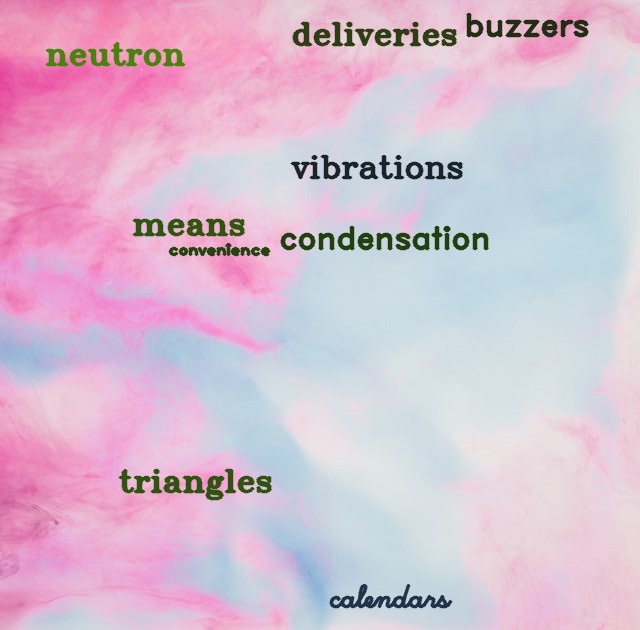 deliveries buzzers
neutron
vibrations
means
condensation
convenience
triangles
calendars